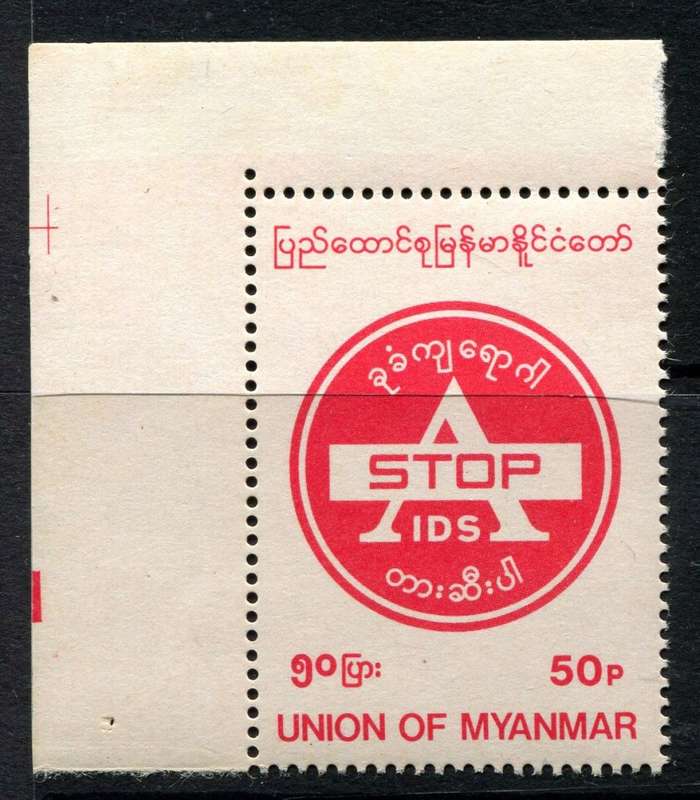 ပြည်ထောင်စုမြန်မာနိုင်ငံတော်
ခုခံကျရောဂါ
STOP
AIDS
တားဆီးပါ
၅၀ပြား
50P
UNION OF MYANMAR